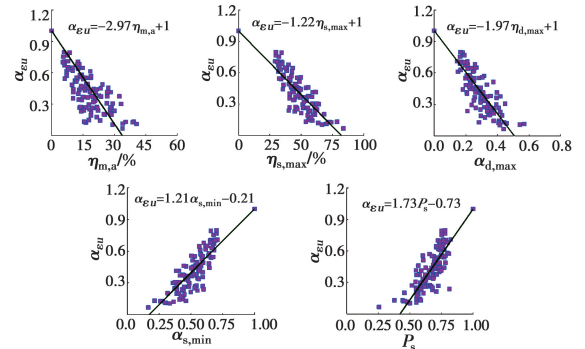 α_εu=−2.97η_m,a+1
α_εu=−1.22η_s,max+1
α_εu=−1.97η_d,max+1
1.2
0.9
0.6
0.3
α_εu
0 15 30 45 60
η_m,a/%
1.2
0.9
0.6
0.3
α_εu
0 25 50 75 100
η_s,max/%
1.2
0.9
0.6
0.3
α_εu
0.0 0.2 0.4 0.6 0.8
α_d,max
α_εu=1.21α_s,min−0.21
α_εu=1.73P_s−0.73
1.2
0.9
0.6
0.3
α_εu
0.0 0.25 0.50 0.75 1.00
α_s,min
1.2
0.9
0.6
0.3
α_εu
0.0 0.25 0.50 0.75 1.00
P_s